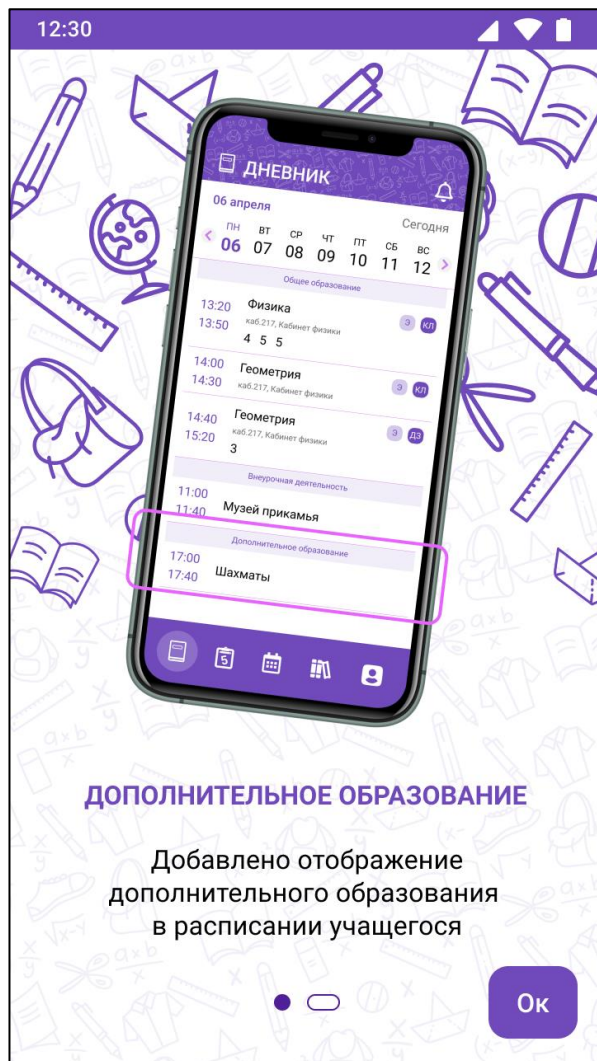 12:30
ДНЕВНИК
06 апреля
Сегодня
ПН ВТ СР ЧТ ПТ СБ ВС
06 07 08 09 10 11 12
Общее образование
13:20 Физика Э КЛ
13:50 каб.217, Кабинет физики
4 5 5
14:00 Геометрия Э КЛ
14:30 каб.217, Кабинет физики
14:40 Геометрия Э ДЗ
15:20 каб.217, Кабинет физики
3
Внеурочная деятельность
11:00
11:40 Музей прикамья
Дополнительное образование
17:00
17:40 Шахматы
5
ДОПОЛНИТЕЛЬНОЕ ОБРАЗОВАНИЕ
Добавлено отображение
дополнительного образования
в расписании учащегося
Ок